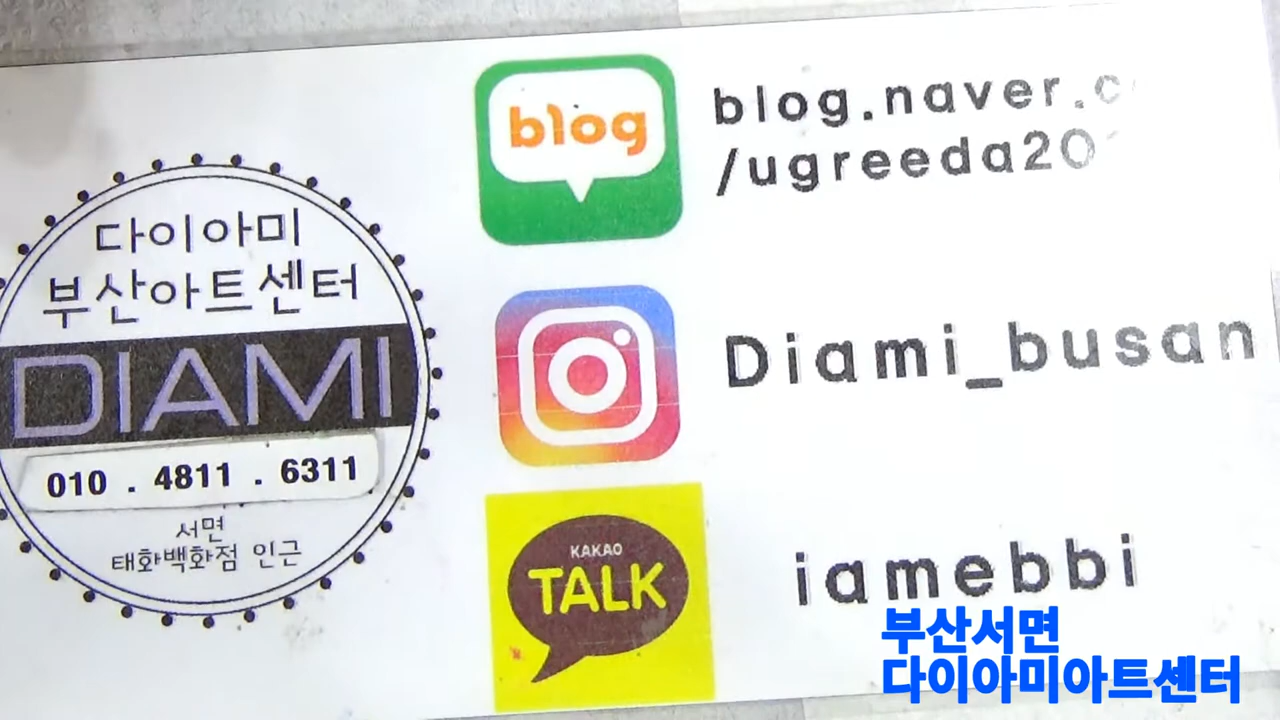 다이아미
부산아트센터
DIAMI
010 . 4811 . 6311
서면
태화백화점 인근
blog
blog.naver.c
/ugreeda20
Diami_busan
KAKAO
TALK
iamebbi
부산서면
다이아미아트센터